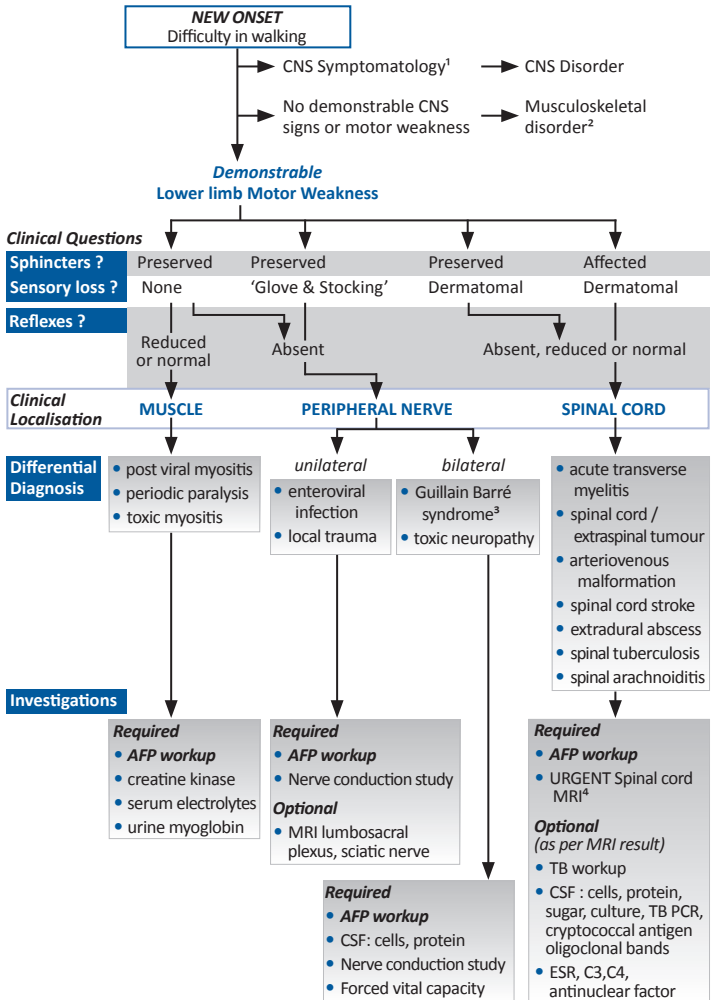 NEW ONSET
Difficulty in walking
CNS Symptomatology¹
CNS Disorder
No demonstrable CNS
signs or motor weakness
Musculoskeletal
disorder²
Demonstrable
Lower limb Motor Weakness
Clinical Questions
Sphincters ? Preserved Preserved Preserved Affected
Sensory loss ? None ‘Glove & Stocking’ Dermatomal Dermatomal
Reflexes ?
Reduced
or normal
Absent
Absent, reduced or normal
Clinical
Localisation
MUSCLE PERIPHERAL NERVE SPINAL CORD
Differential
Diagnosis
• post viral myositis
• periodic paralysis
• toxic myositis
unilateral
• enteroviral
infection
• local trauma
bilateral
• Guillain Barré
syndrome³
• toxic neuropathy
• acute transverse
myelitis
• spinal cord /
extraspinal tumour
• arteriovenous
malformation
• spinal cord stroke
• extradural abscess
• spinal tuberculosis
• spinal arachnoiditis
Investigations
Required
• AFP workup
• creatine kinase
• serum electrolytes
• urine myoglobin
Required
• AFP workup
• Nerve conduction study
Optional
• MRI lumbosacral
plexus, sciatic nerve
Required
• AFP workup
• CSF: cells, protein
• Nerve conduction study
• Forced vital capacity
Required
• AFP workup
• URGENT Spinal cord
MRI⁴
Optional
(as per MRI result)
• TB workup
• CSF : cells, protein,
sugar, culture, TB PCR,
cryptococcal antigen
oligoclonal bands
• ESR, C3,C4,
antinuclear factor